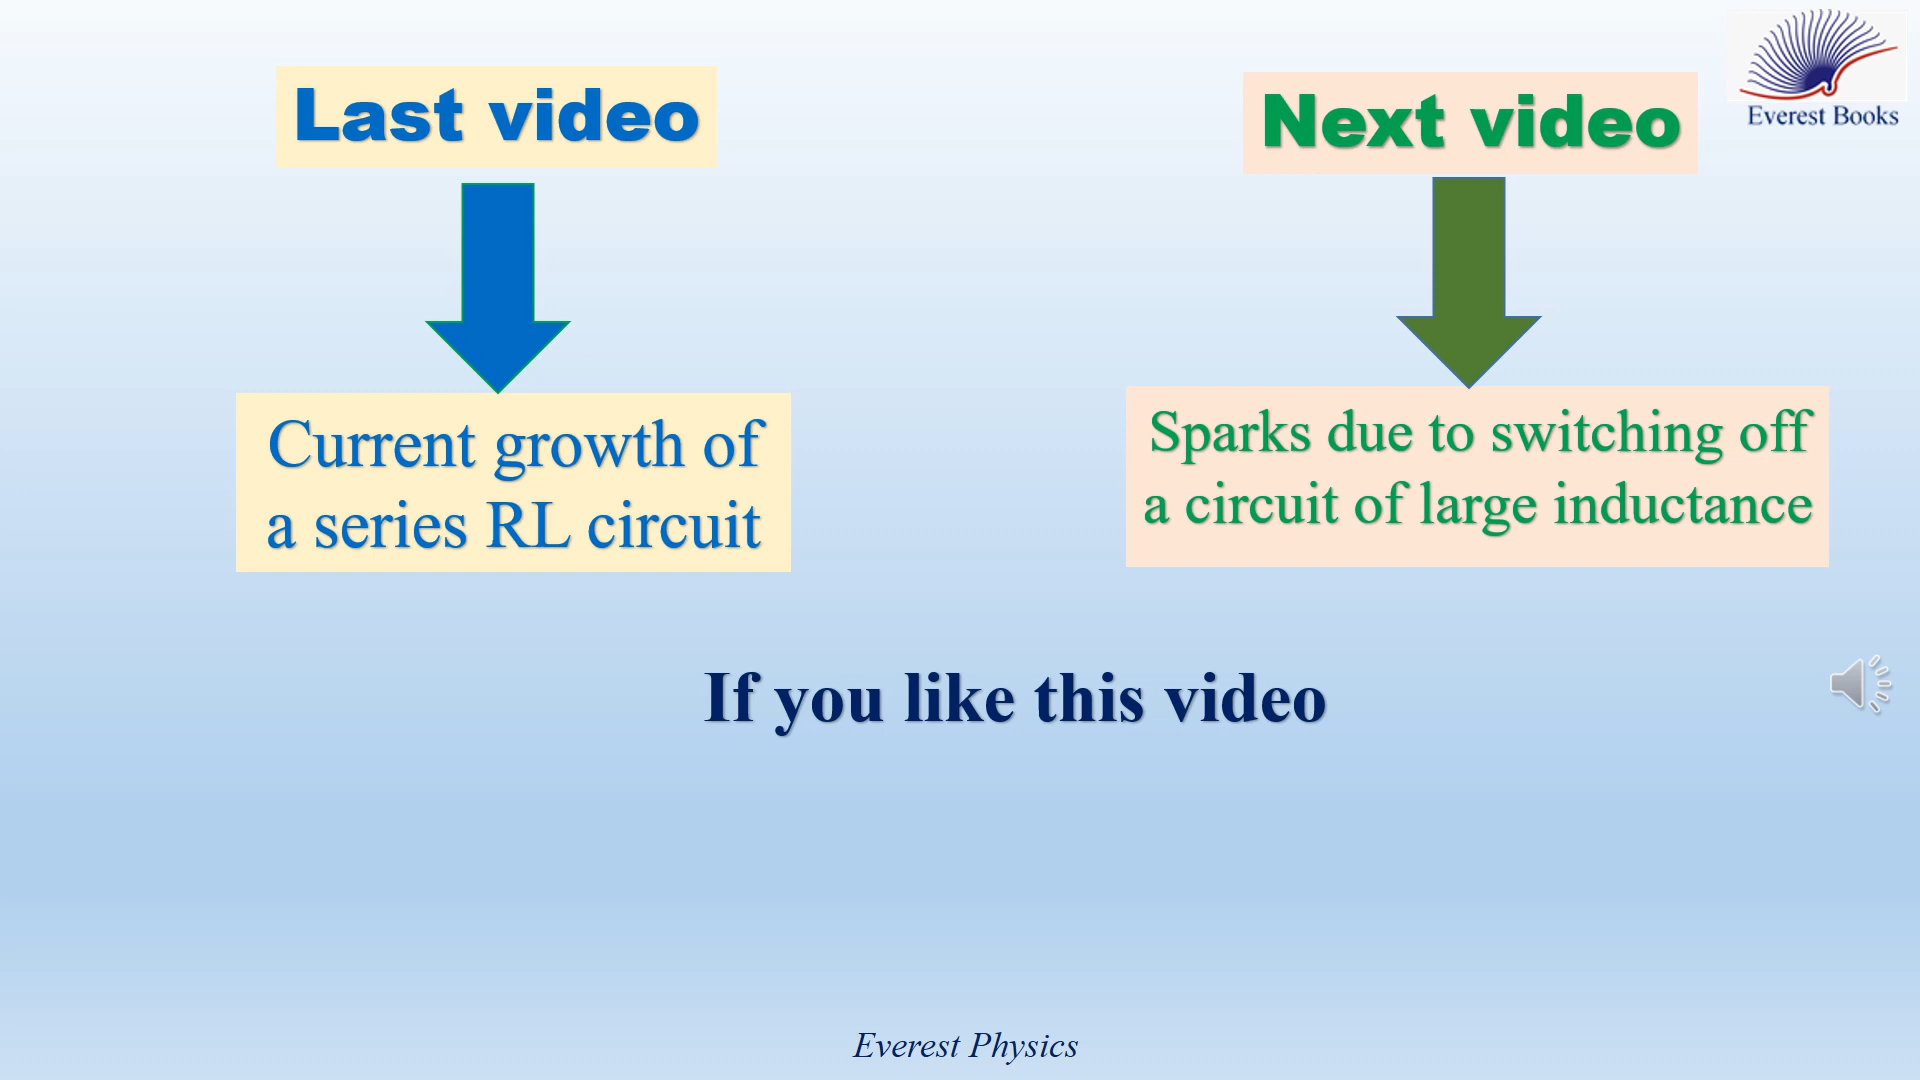 Last video
Next video
Everest Books
Current growth of
a series RL circuit
Sparks due to switching off
a circuit of large inductance
If you like this video
Everest Physics